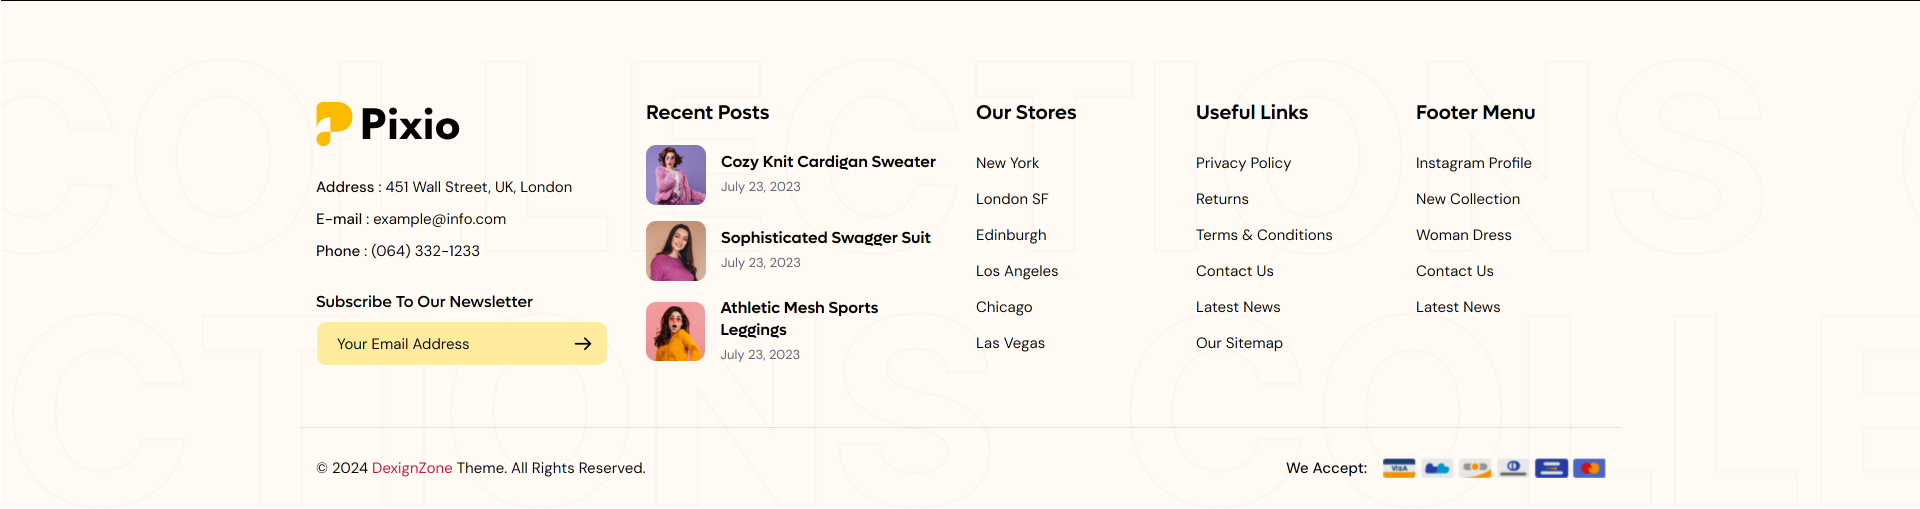 COLLECTIONS
CTIONS COLLE
Pixio
Address : 451 Wall Street, UK, London
E-mail : example@info.com
Phone : (064) 332-1233
Subscribe To Our Newsletter
Your Email Address
Recent Posts
Cozy Knit Cardigan Sweater
July 23, 2023
Sophisticated Swagger Suit
July 23, 2023
Athletic Mesh Sports
Leggings
July 23, 2023
Our Stores
New York
London SF
Edinburgh
Los Angeles
Chicago
Las Vegas
Useful Links
Privacy Policy
Returns
Terms & Conditions
Contact Us
Latest News
Our Sitemap
Footer Menu
Instagram Profile
New Collection
Woman Dress
Contact Us
Latest News
© 2024 DexignZone Theme. All Rights Reserved.
We Accept:
VISA